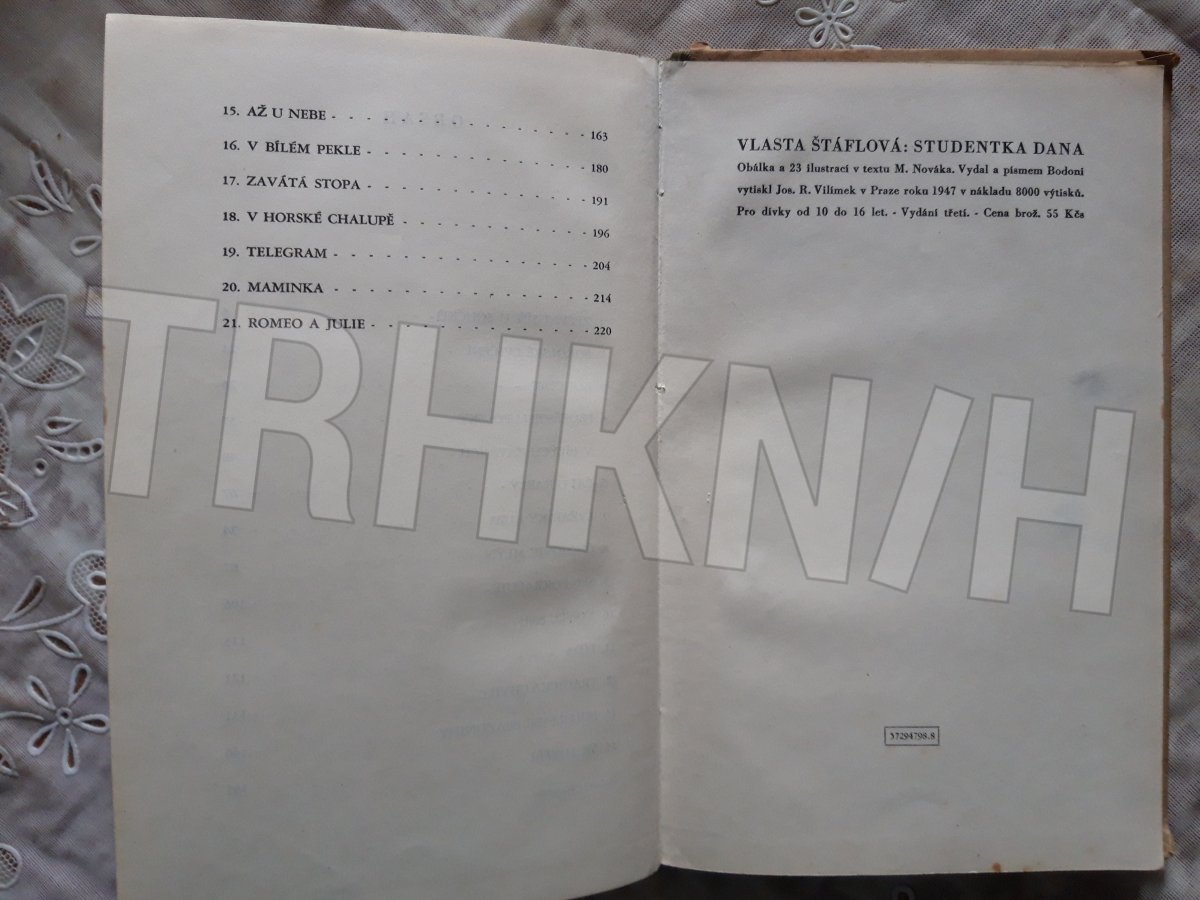 15. AŽ U NEBE - - - - - - - - - - - - - - - - 163
16. V BÍLÉM PEKLE - - - - - - - - - - - - - 180
17. ZAVÁTÁ STOPA - - - - - - - - - - - - - 191
18. V HORSKÉ CHALUPĚ - - - - - - - - - - - 196
19. TELEGRAM - - - - - - - - - - - - - - - 204
20. MAMINKA - - - - - - - - - - - - - - - 214
21. ROMEO A JULIE - - - - - - - - - - - - - 220
VLASTA ŠTÁFLOVÁ: STUDENTKA DANA
Obálka a 23 ilustrací v textu M. Nováka. Vydal a písmem Bodoni
vytiskl Jos. R. Vilímek v Praze roku 1947 v nákladu 8000 výtisků.
Pro dívky od 10 do 16 let. - Vydání třetí. - Cena brož. 55 Kčs
37294798.8
TRHKN/H